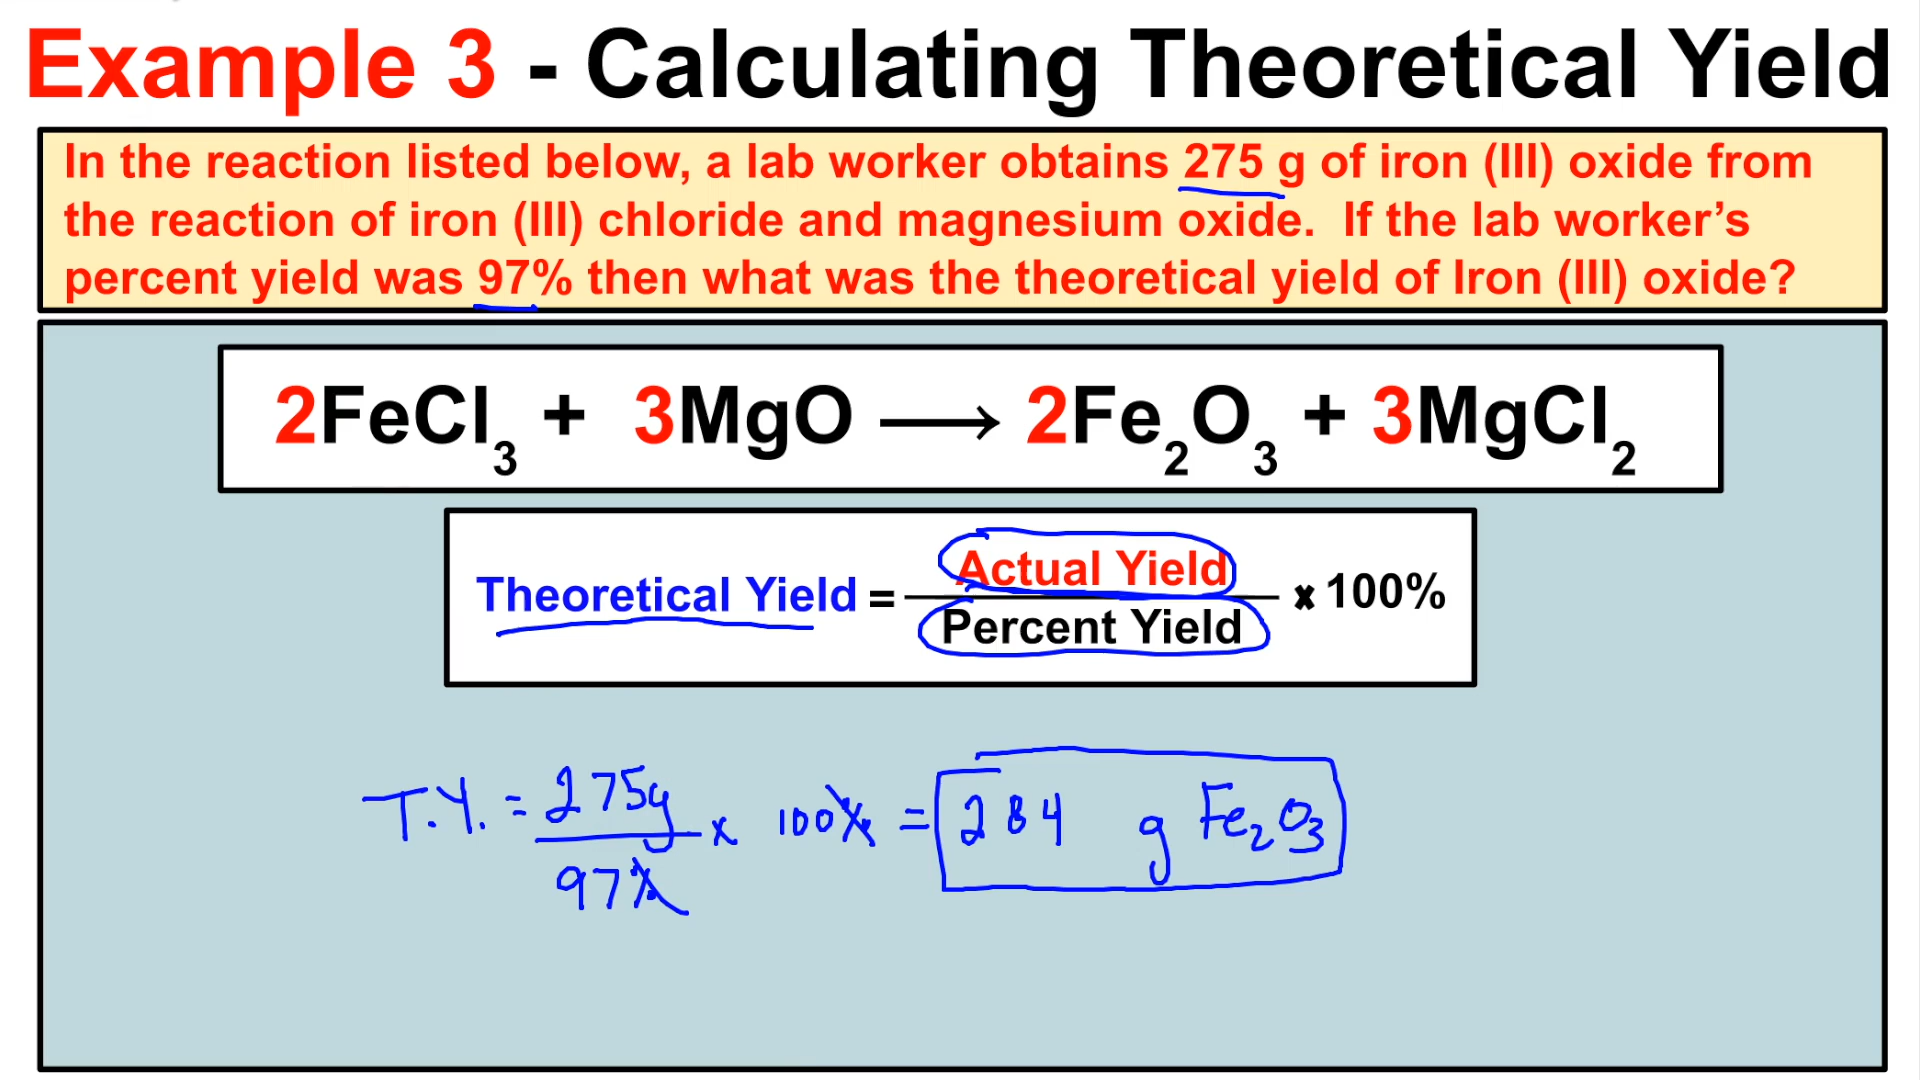 Example 3 - Calculating Theoretical Yield
In the reaction listed below, a lab worker obtains 275 g of iron (III) oxide from
the reaction of iron (III) chloride and magnesium oxide. If the lab worker’s
percent yield was 97% then what was the theoretical yield of Iron (III) oxide?
2FeCl₃ + 3MgO ⟶ 2Fe₂O₃ + 3MgCl₂
Actual Yield
Theoretical Yield = × 100%
Percent Yield
T.Y. = 275g x 100% = 284 g Fe₂O₃
97%